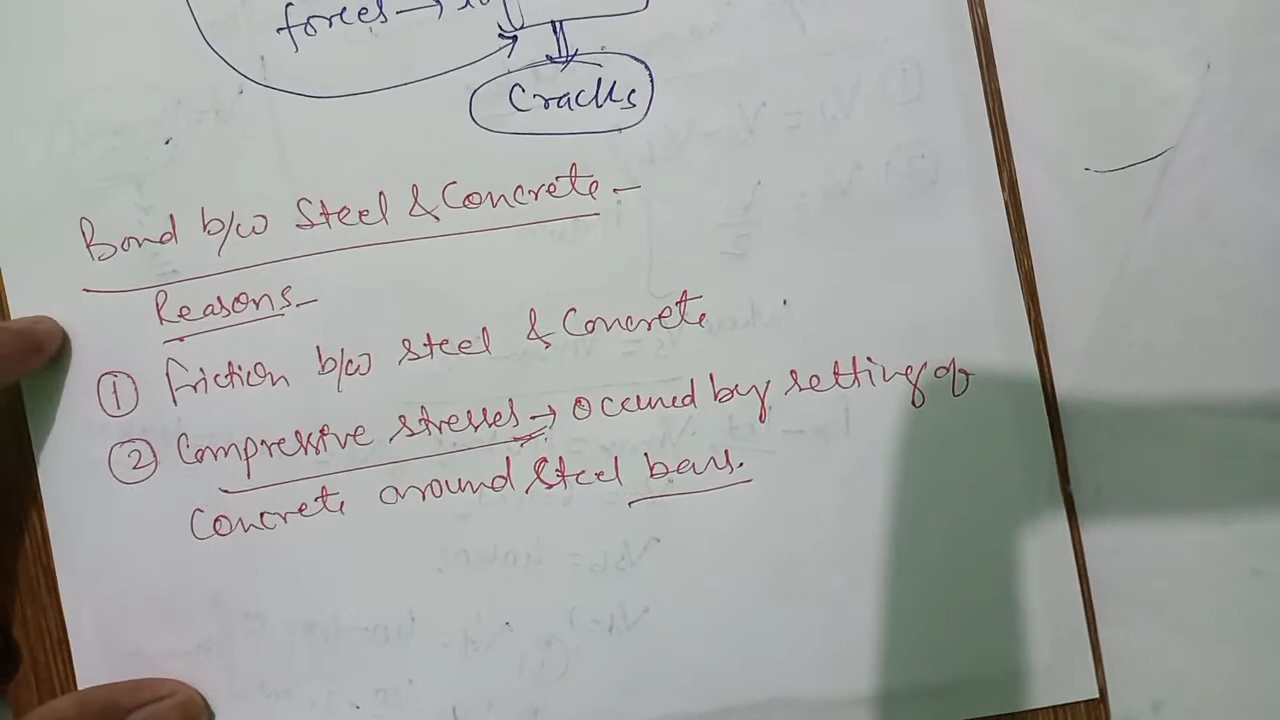 forces →
Cracks
Bond b/w Steel & Concrete -
Reasons -
① Friction b/w steel & Concrete
② Compressive stresses → Occured by setting of
Concrete around steel bars.